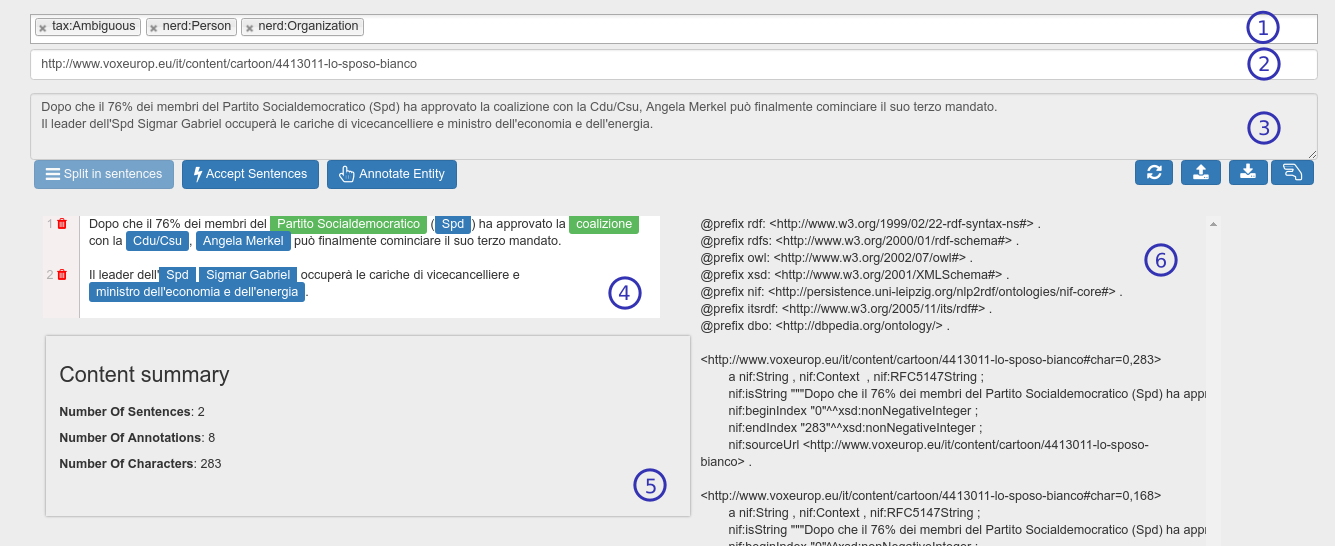 × tax:Ambiguous × nerd:Person × nerd:Organization 1
http://www.voxeurop.eu/it/content/cartoon/4413011-lo-sposo-bianco 2
Dopo che il 76% dei membri del Partito Socialdemocratico (Spd) ha approvato la coalizione con la Cdu/Csu, Angela Merkel può finalmente cominciare il suo terzo mandato.
Il leader dell'Spd Sigmar Gabriel occuperà le cariche di vicecancelliere e ministro dell'economia e dell'energia.
3
Split in sentences Accept Sentences Annotate Entity
1 Dopo che il 76% dei membri del Partito Socialdemocratico ( Spd ) ha approvato la coalizione
con la Cdu/Csu , Angela Merkel può finalmente cominciare il suo terzo mandato.
2 Il leader dell' Spd Sigmar Gabriel occuperà le cariche di vicecancelliere e
ministro dell'economia e dell'energia .
4
Content summary
Number Of Sentences: 2
Number Of Annotations: 8
Number Of Characters: 283
5
@prefix rdf: <http://www.w3.org/1999/02/22-rdf-syntax-ns#> .
@prefix rdfs: <http://www.w3.org/2000/01/rdf-schema#> .
@prefix owl: <http://www.w3.org/2002/07/owl#> .
@prefix xsd: <http://www.w3.org/2001/XMLSchema#> .
@prefix nif: <http://persistence.uni-leipzig.org/nlp2rdf/ontologies/nif-core#> .
@prefix itsrdf: <http://www.w3.org/2005/11/its/rdf#> .
@prefix dbo: <http://dbpedia.org/ontology/> .
6
<http://www.voxeurop.eu/it/content/cartoon/4413011-lo-sposo-bianco#char=0,283>
a nif:String , nif:Context , nif:RFC5147String ;
nif:isString """Dopo che il 76% dei membri del Partito Socialdemocratico (Spd) ha appr
nif:beginIndex "0"^^xsd:nonNegativeInteger ;
nif:endIndex "283"^^xsd:nonNegativeInteger ;
nif:sourceUrl <http://www.voxeurop.eu/it/content/cartoon/4413011-lo-sposo-
bianco> .
<http://www.voxeurop.eu/it/content/cartoon/4413011-lo-sposo-bianco#char=0,168>
a nif:String , nif:Context , nif:RFC5147String ;
nif:isString """Dopo che il 76% dei membri del Partito Socialdemocratico (Spd) ha appr